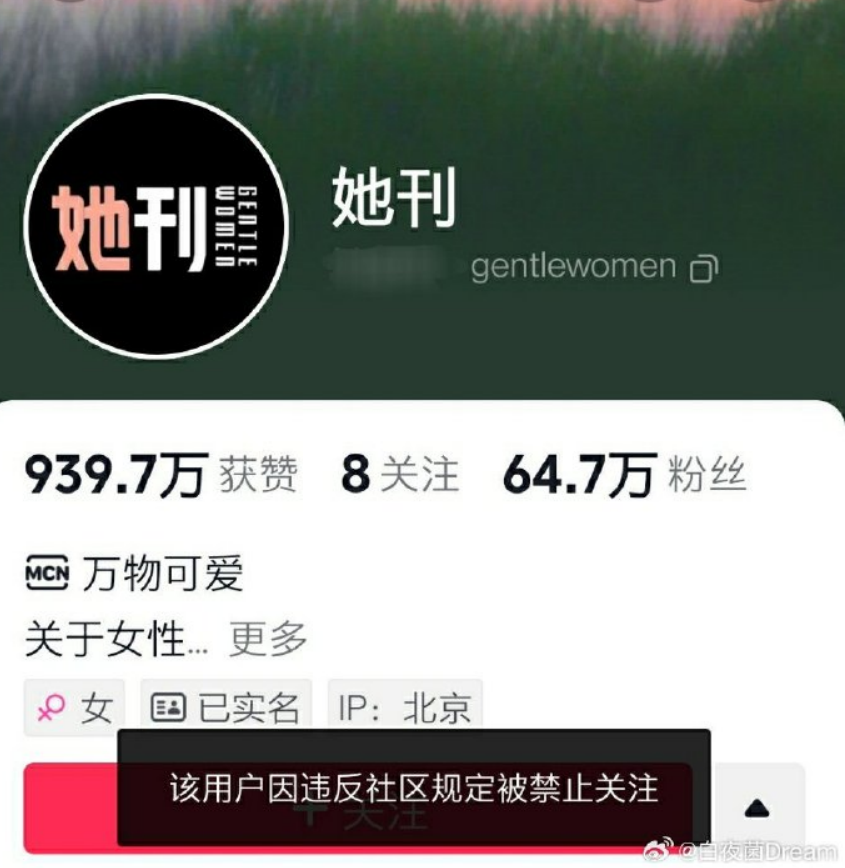 她刊
GENTLE
WOMEN
她刊
gentlewomen
939.7万 获赞 8 关注 64.7万 粉丝
MCN 万物可爱
关于女性... 更多
女 已实名 IP：北京
该用户因违反社区规定被禁止关注
+ 关注
@白夜菌Dream